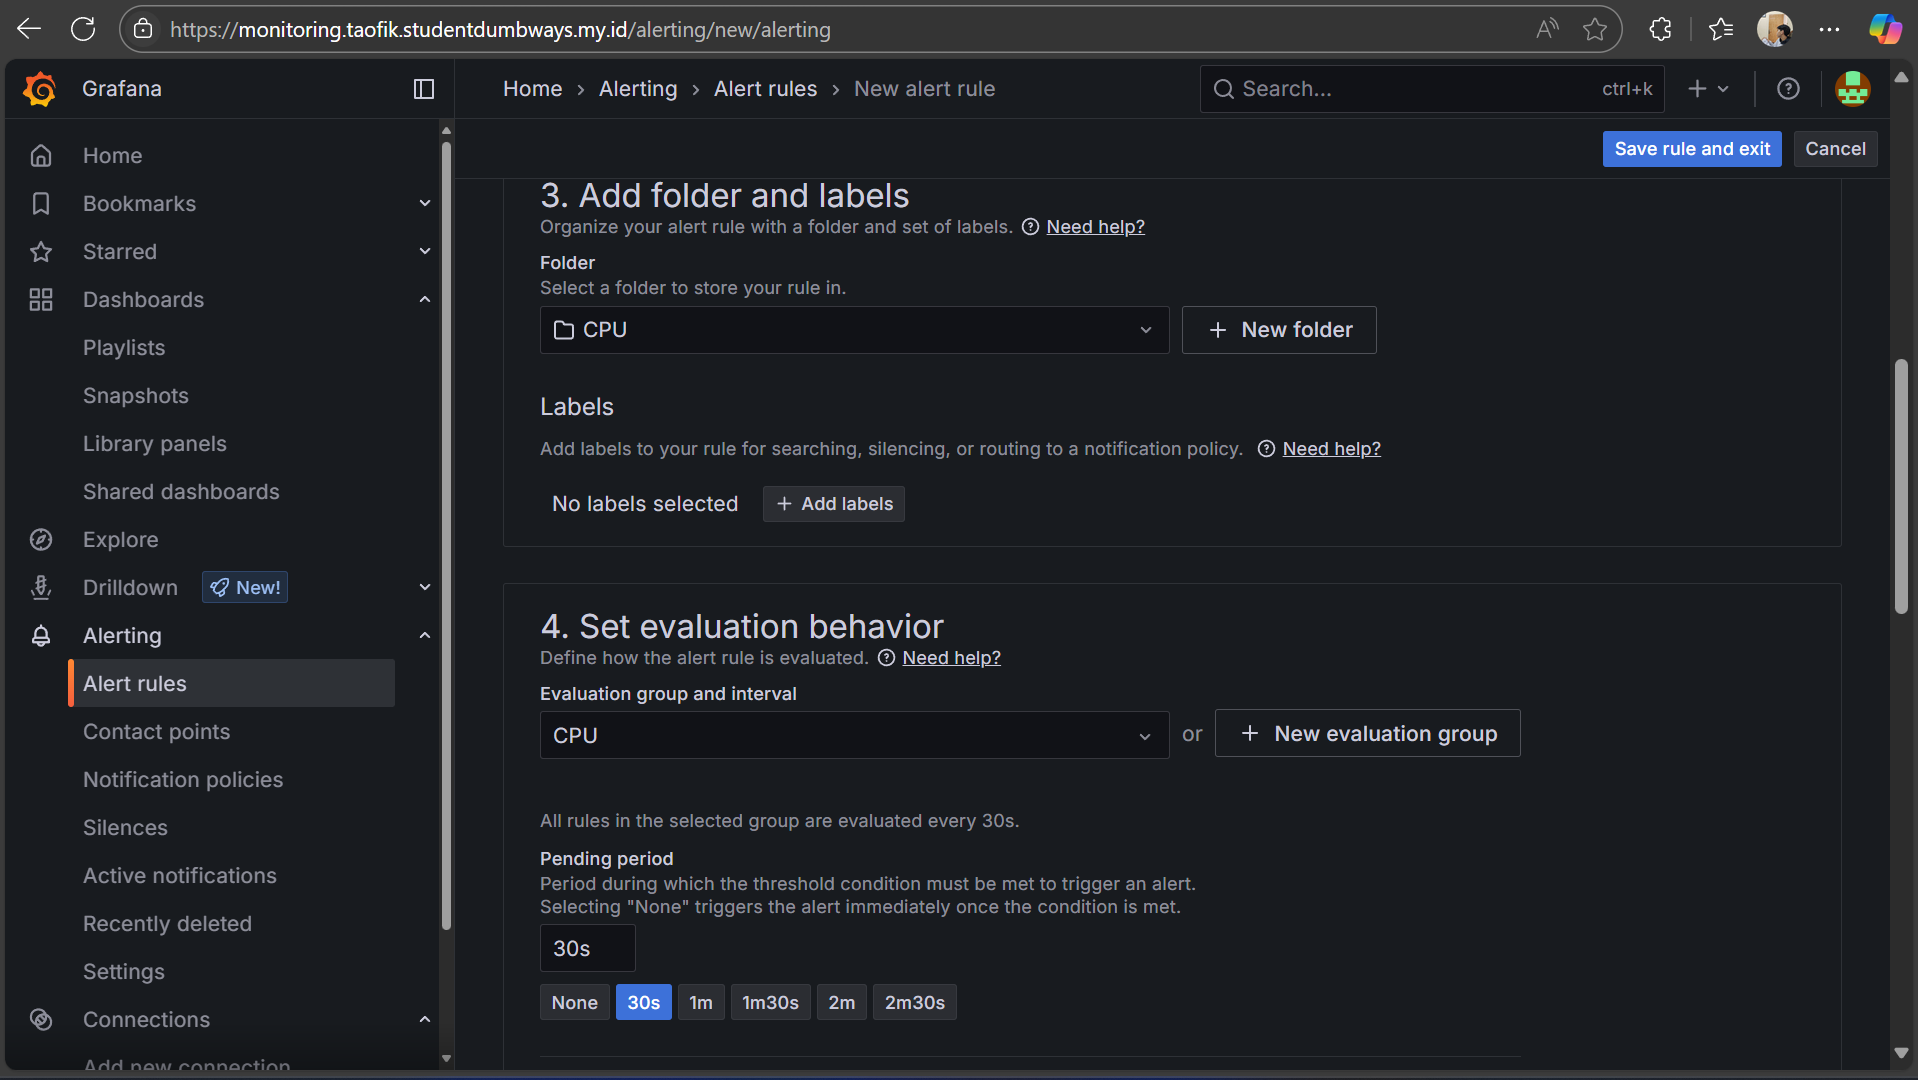 https://monitoring.taofik.studentdumbways.my.id/alerting/new/alerting
Grafana
Home › Alerting › Alert rules › New alert rule
Search... ctrl+k
Save rule and exit
Cancel
Home
Bookmarks
Starred
Dashboards
Playlists
Snapshots
Library panels
Shared dashboards
Explore
Drilldown New!
Alerting
Alert rules
Contact points
Notification policies
Silences
Active notifications
Recently deleted
Settings
Connections
Add new connection
3. Add folder and labels
Organize your alert rule with a folder and set of labels. Need help?
Folder
Select a folder to store your rule in.
CPU
+ New folder
Labels
Add labels to your rule for searching, silencing, or routing to a notification policy. Need help?
No labels selected + Add labels
4. Set evaluation behavior
Define how the alert rule is evaluated. Need help?
Evaluation group and interval
CPU or + New evaluation group
All rules in the selected group are evaluated every 30s.
Pending period
Period during which the threshold condition must be met to trigger an alert.
Selecting "None" triggers the alert immediately once the condition is met.
30s
None 30s 1m 1m30s 2m 2m30s